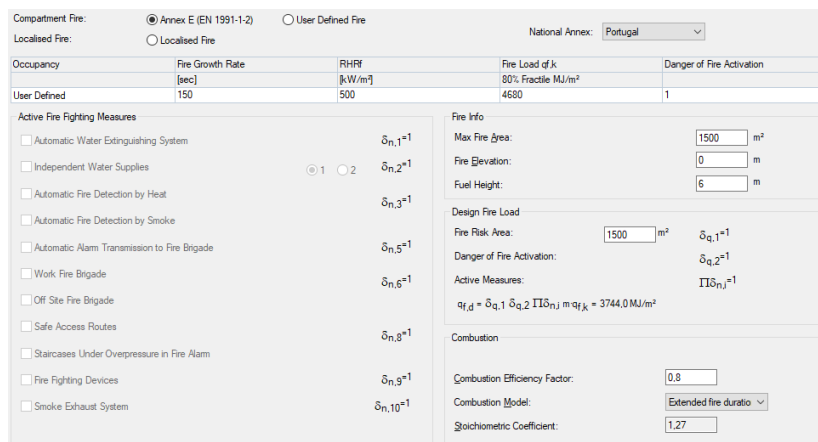 Compartment Fire: Annex E (EN 1991-1-2) User Defined Fire
Localised Fire: Localised Fire
National Annex: Portugal
Occupancy Fire Growth Rate RHRf Fire Load qf,k Danger of Fire Activation
[sec] [kW/m²] 80% Fractile MJ/m²
User Defined 150 500 4680 1
Active Fire Fighting Measures
Automatic Water Extinguishing System δn,1=1
Independent Water Supplies 1 2 δn,2=1
Automatic Fire Detection by Heat
δn,3=1
Automatic Fire Detection by Smoke
Automatic Alarm Transmission to Fire Brigade δn,5=1
Work Fire Brigade
δn,6=1
Off Site Fire Brigade
Safe Access Routes
δn,8=1
Staircases Under Overpressure in Fire Alarm
Fire Fighting Devices δn,9=1
Smoke Exhaust System δn,10=1
Fire Info
Max Fire Area: 1500 m²
Fire Elevation: 0 m
Fuel Height: 6 m
Design Fire Load
Fire Risk Area: 1500 m² δq,1=1
Danger of Fire Activation: δq,2=1
Active Measures: Πδn,i=1
qf,d = δq,1 δq,2 Πδn,i m·qf,k = 3744,0 MJ/m²
Combustion
Combustion Efficiency Factor: 0,8
Combustion Model: Extended fire duratio
Stoichiometric Coefficient: 1,27